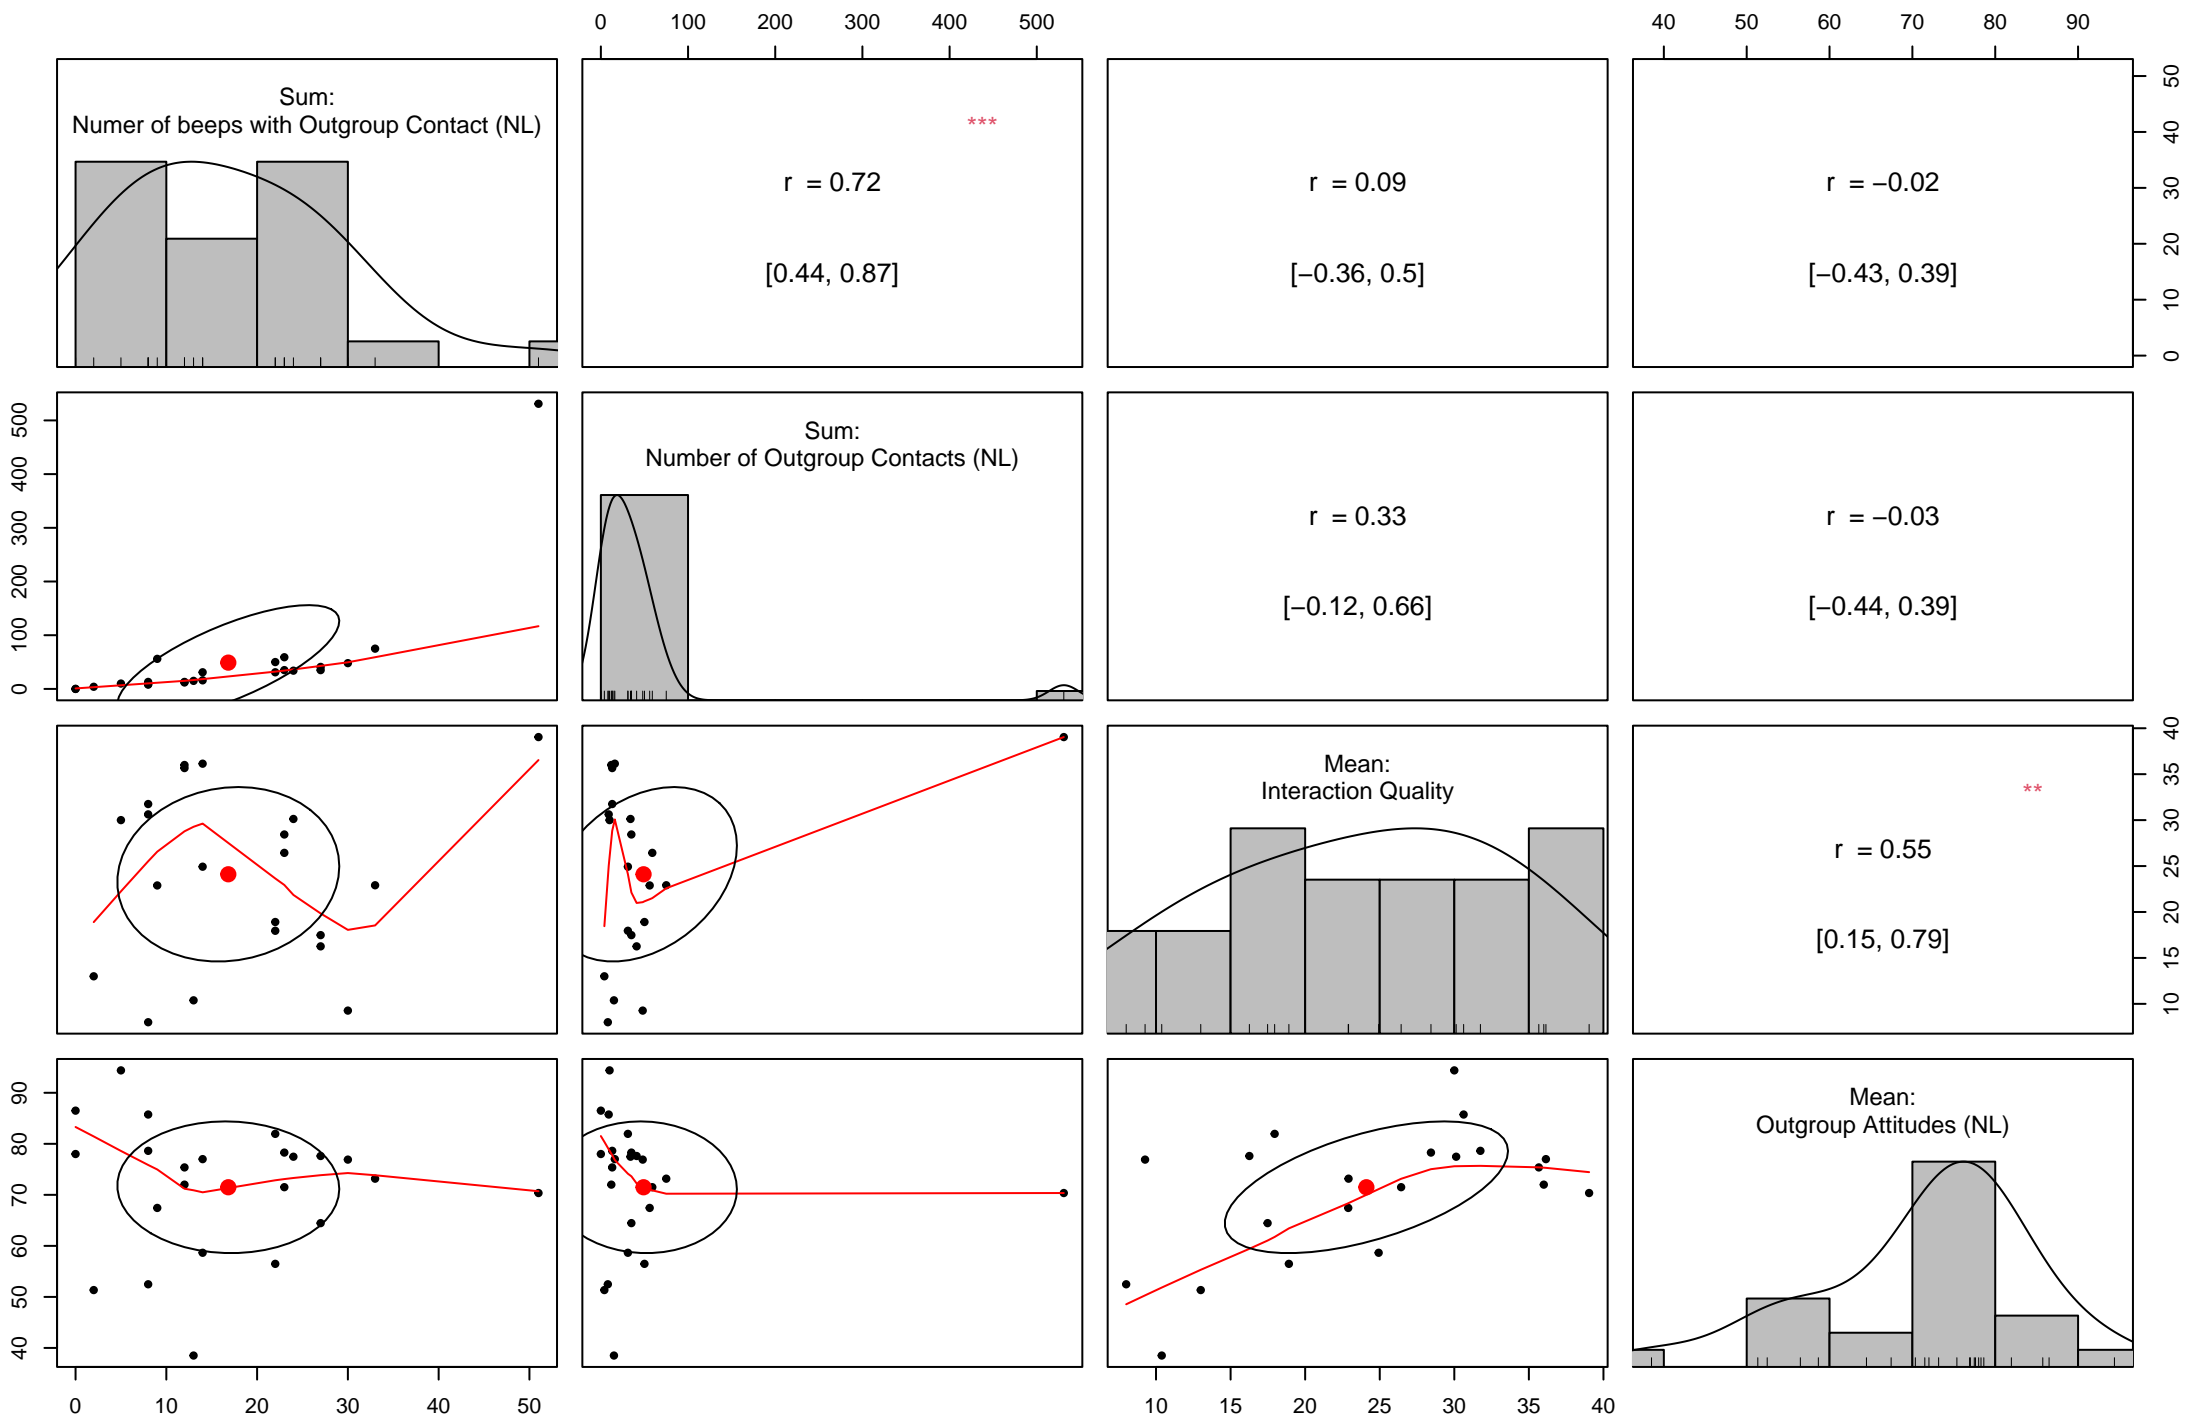 0 100 200 300 400 500
40 50 60 70 80 90
Sum:
Numer of beeps with Outgroup Contact (NL)
***
r = 0.72
[0.44, 0.87]
r = 0.09
[−0.36, 0.5]
r = −0.02
[−0.43, 0.39]
0 10 20 30 40 50
0 100 200 300 400 500
Sum:
Number of Outgroup Contacts (NL)
r = 0.33
[−0.12, 0.66]
r = −0.03
[−0.44, 0.39]
Mean:
Interaction Quality
**
r = 0.55
[0.15, 0.79]
10 15 20 25 30 35 40
40 50 60 70 80 90
Mean:
Outgroup Attitudes (NL)
0 10 20 30 40 50
10 15 20 25 30 35 40